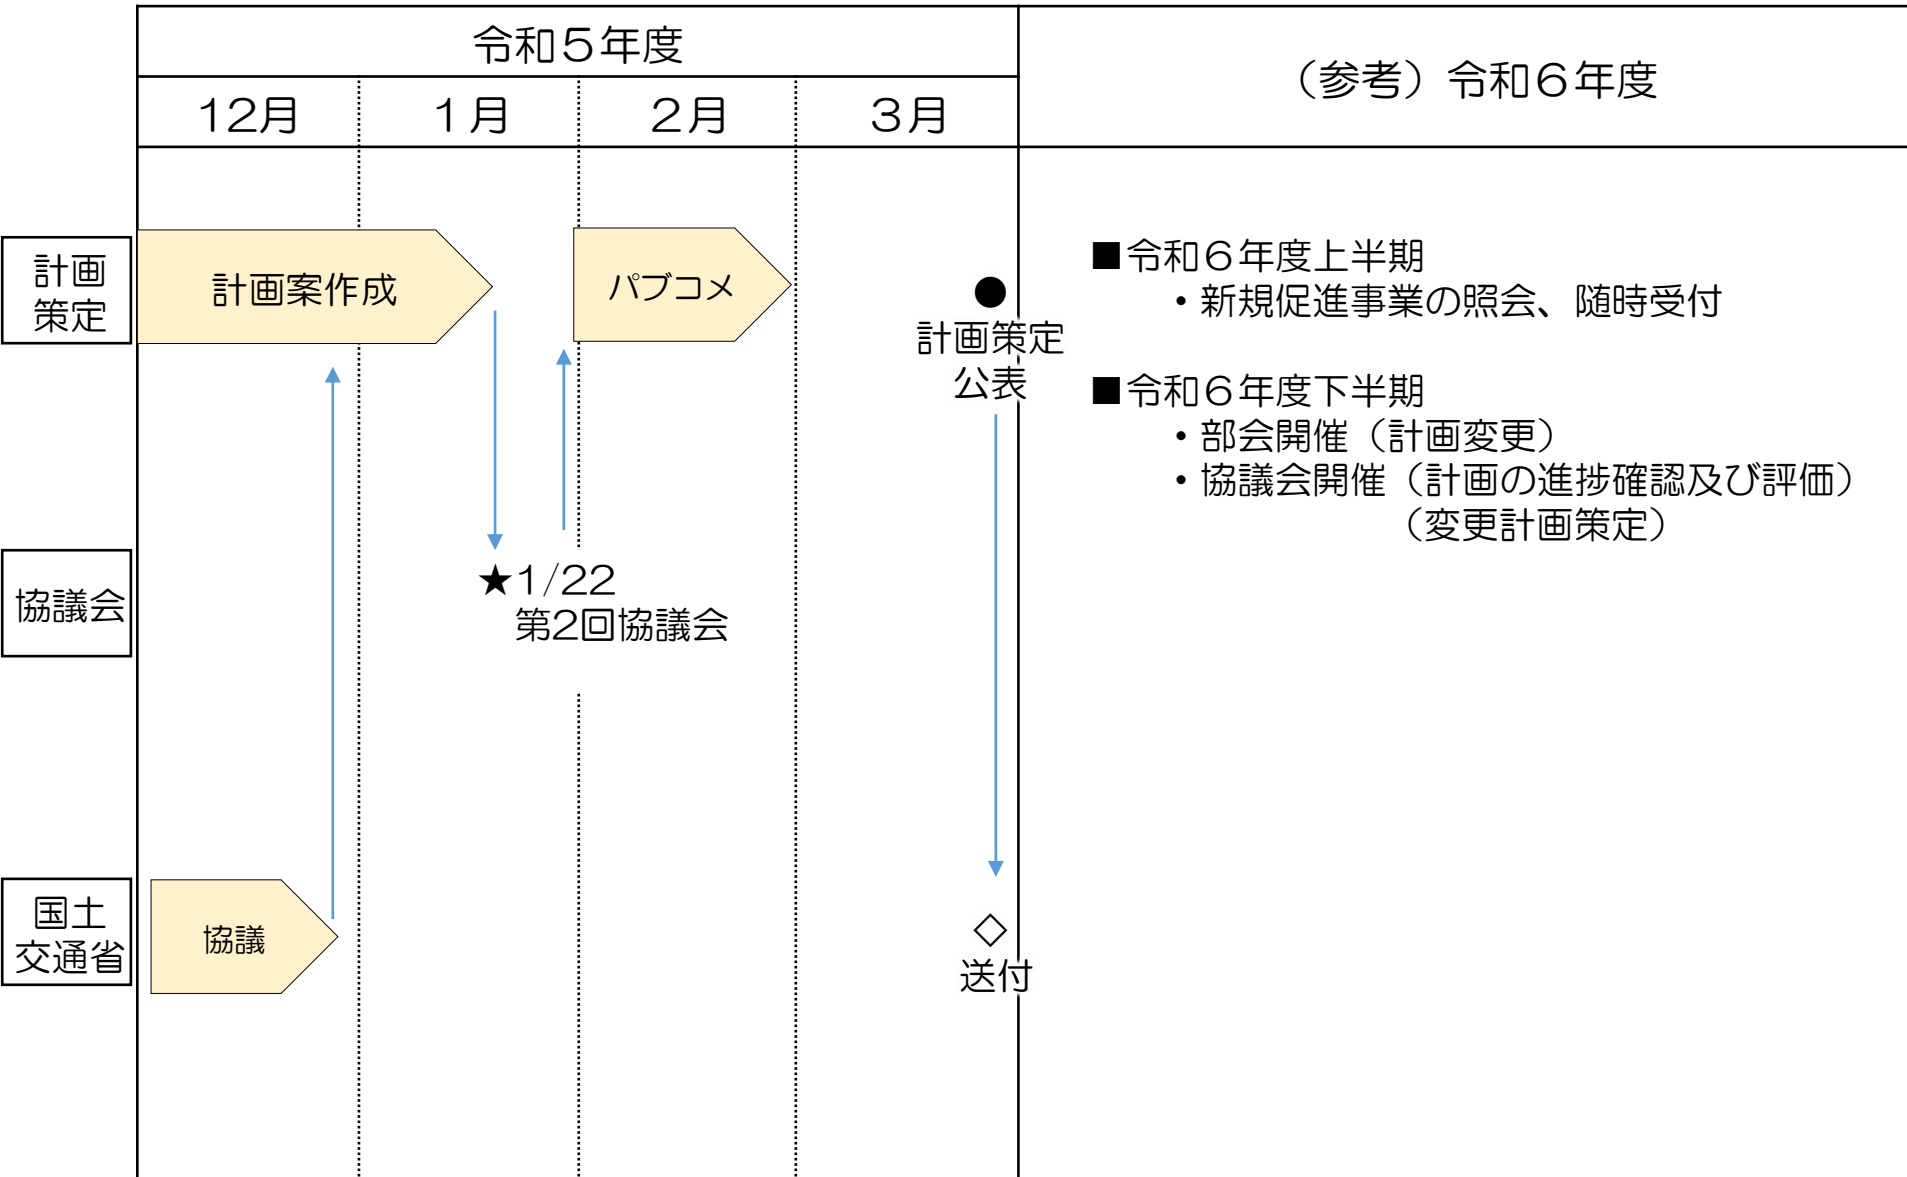 令和５年度
（参考）令和６年度
12月
１月
２月
３月
計画
策定
計画案作成
パブコメ
●
計画策定
公表
■令和６年度上半期
・新規促進事業の照会、随時受付
■令和６年度下半期
・部会開催（計画変更）
・協議会開催（計画の進捗確認及び評価）
（変更計画策定）
協議会
★1/22
第2回協議会
国土
交通省
協議
◇
送付